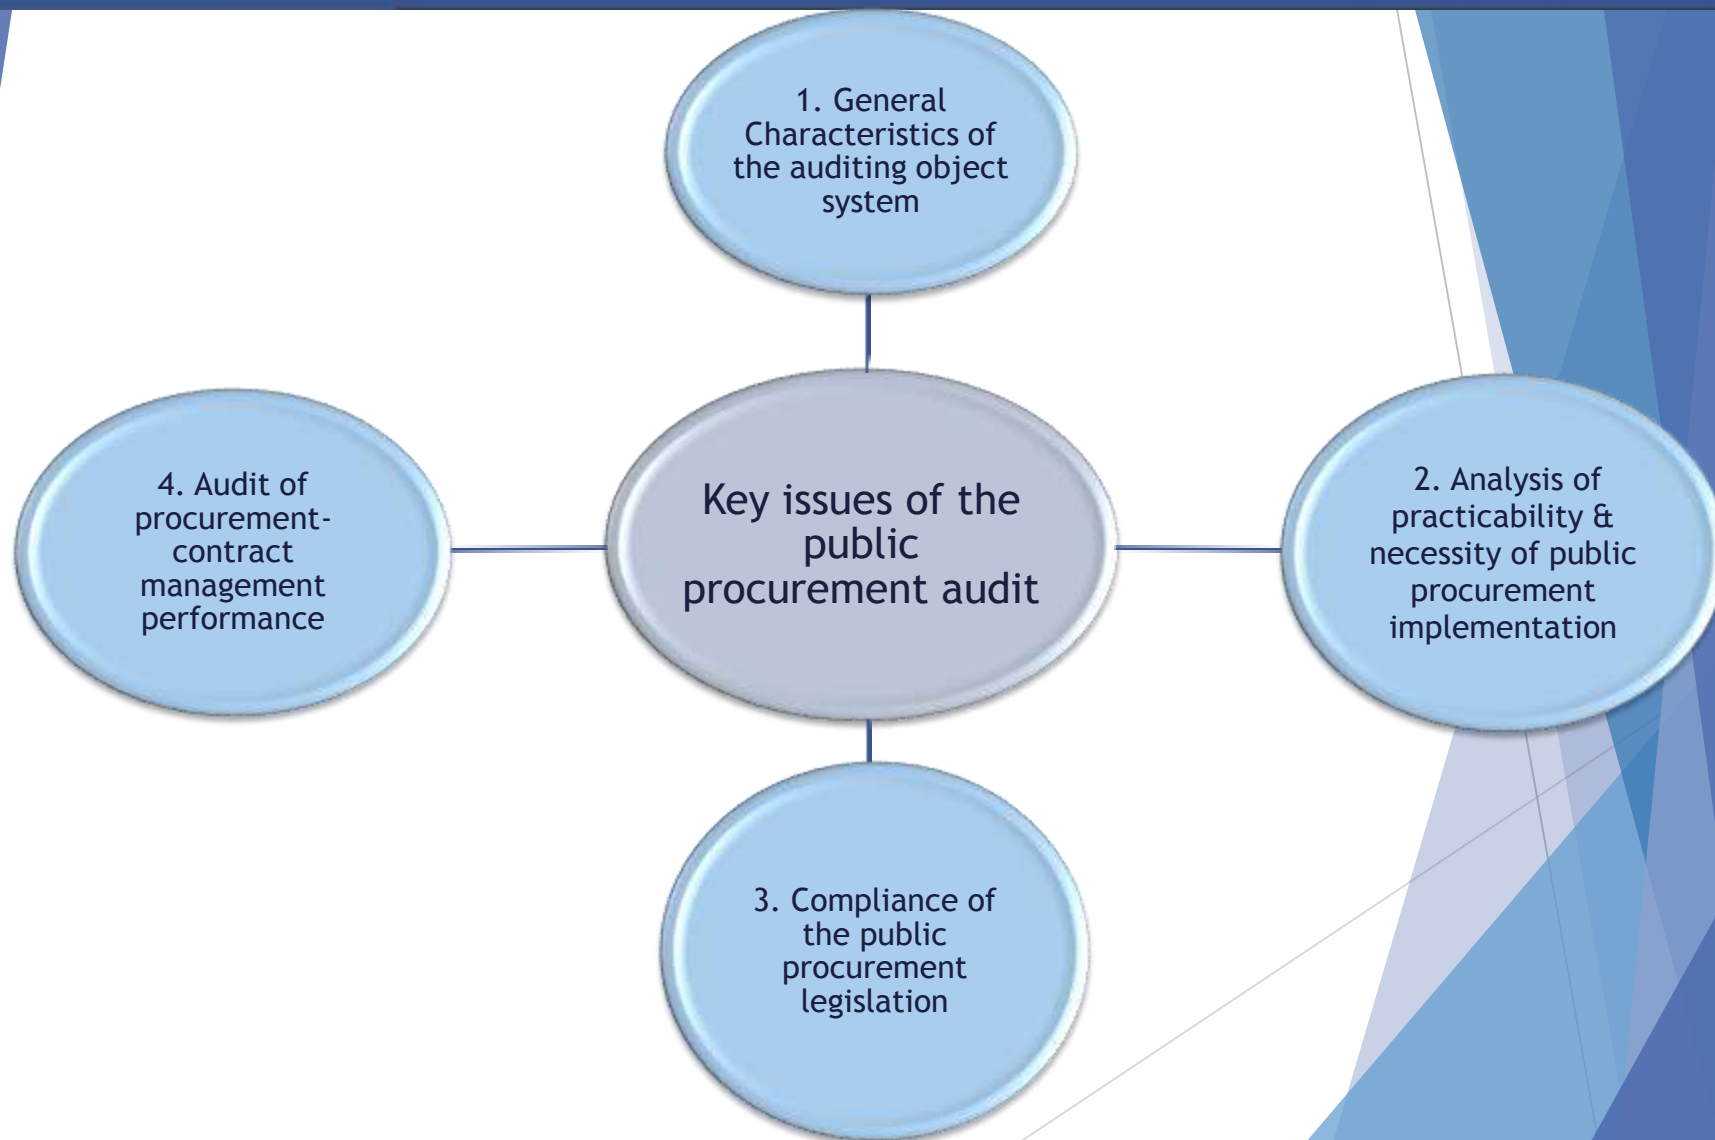 1. General
Characteristics of
the auditing object
system
Key issues of the
public
procurement audit
2. Analysis of
practicability &
necessity of public
procurement
implementation
3. Compliance of
the public
procurement
legislation
4. Audit of
procurement-
contract
management
performance